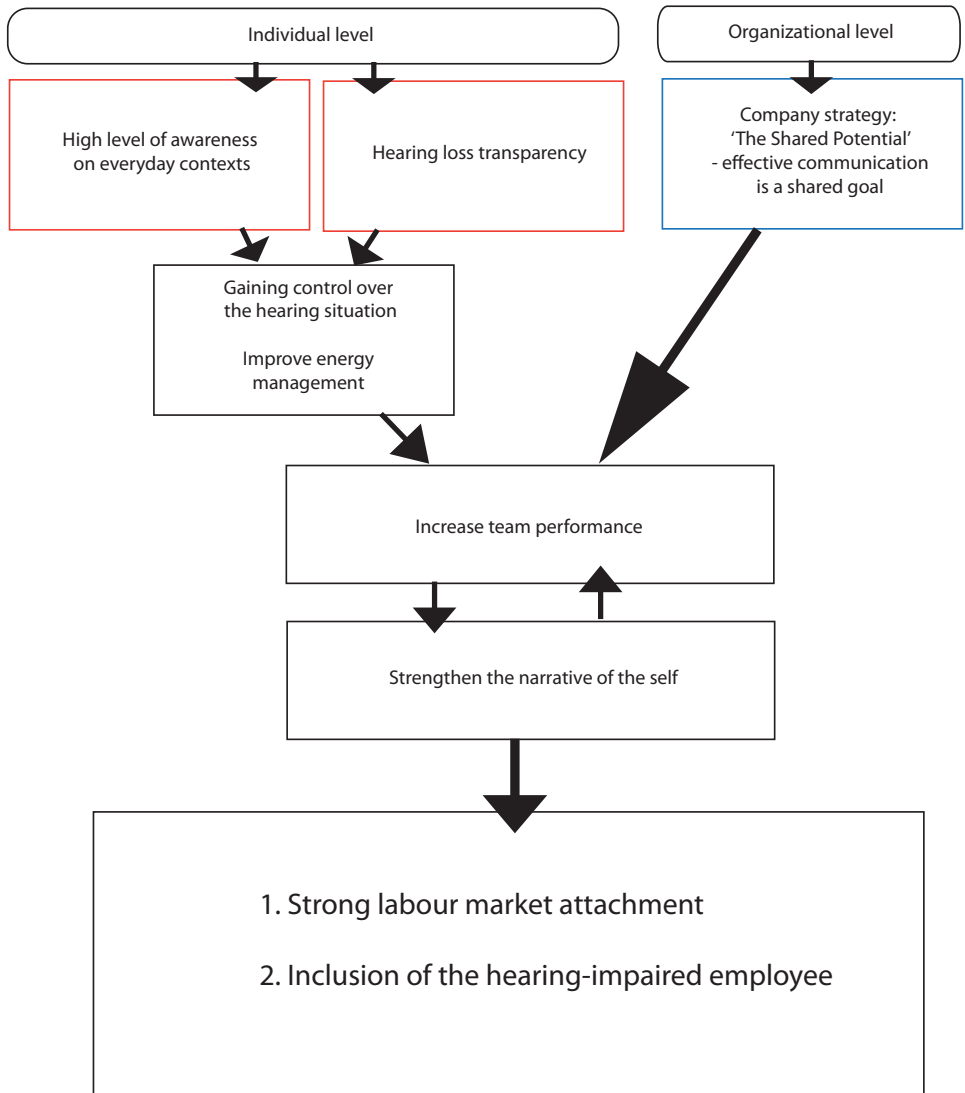 Individual level
Organizational level
High level of awareness
on everyday contexts
Hearing loss transparency
Company strategy:
‘The Shared Potential’
- effective communication
is a shared goal
Gaining control over
the hearing situation
Improve energy
management
Increase team performance
Strengthen the narrative of the self
1. Strong labour market attachment
2. Inclusion of the hearing-impaired employee